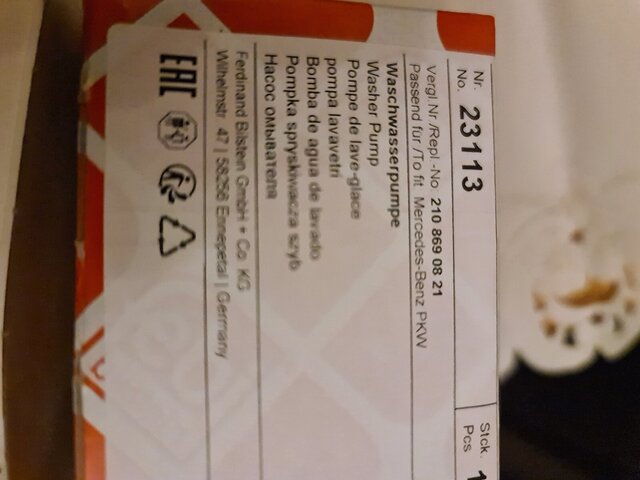 Nr.
No. 23113
Stck.
Pcs 1
Vergl.Nr./Repl.-No 210 869 08 21
Passend für/To fit Mercedes-Benz PKW
Waschwasserpumpe
Washer Pump
Pompe de lave-glace
pompa lavavetri
Bomba de agua de lavado
Pompka spryskiwacza szyb
Насос омывателя
Ferdinand Bilstein GmbH + Co. KG
Wilhelmstr. 47 | 58256 Ennepetal | Germany
EAC